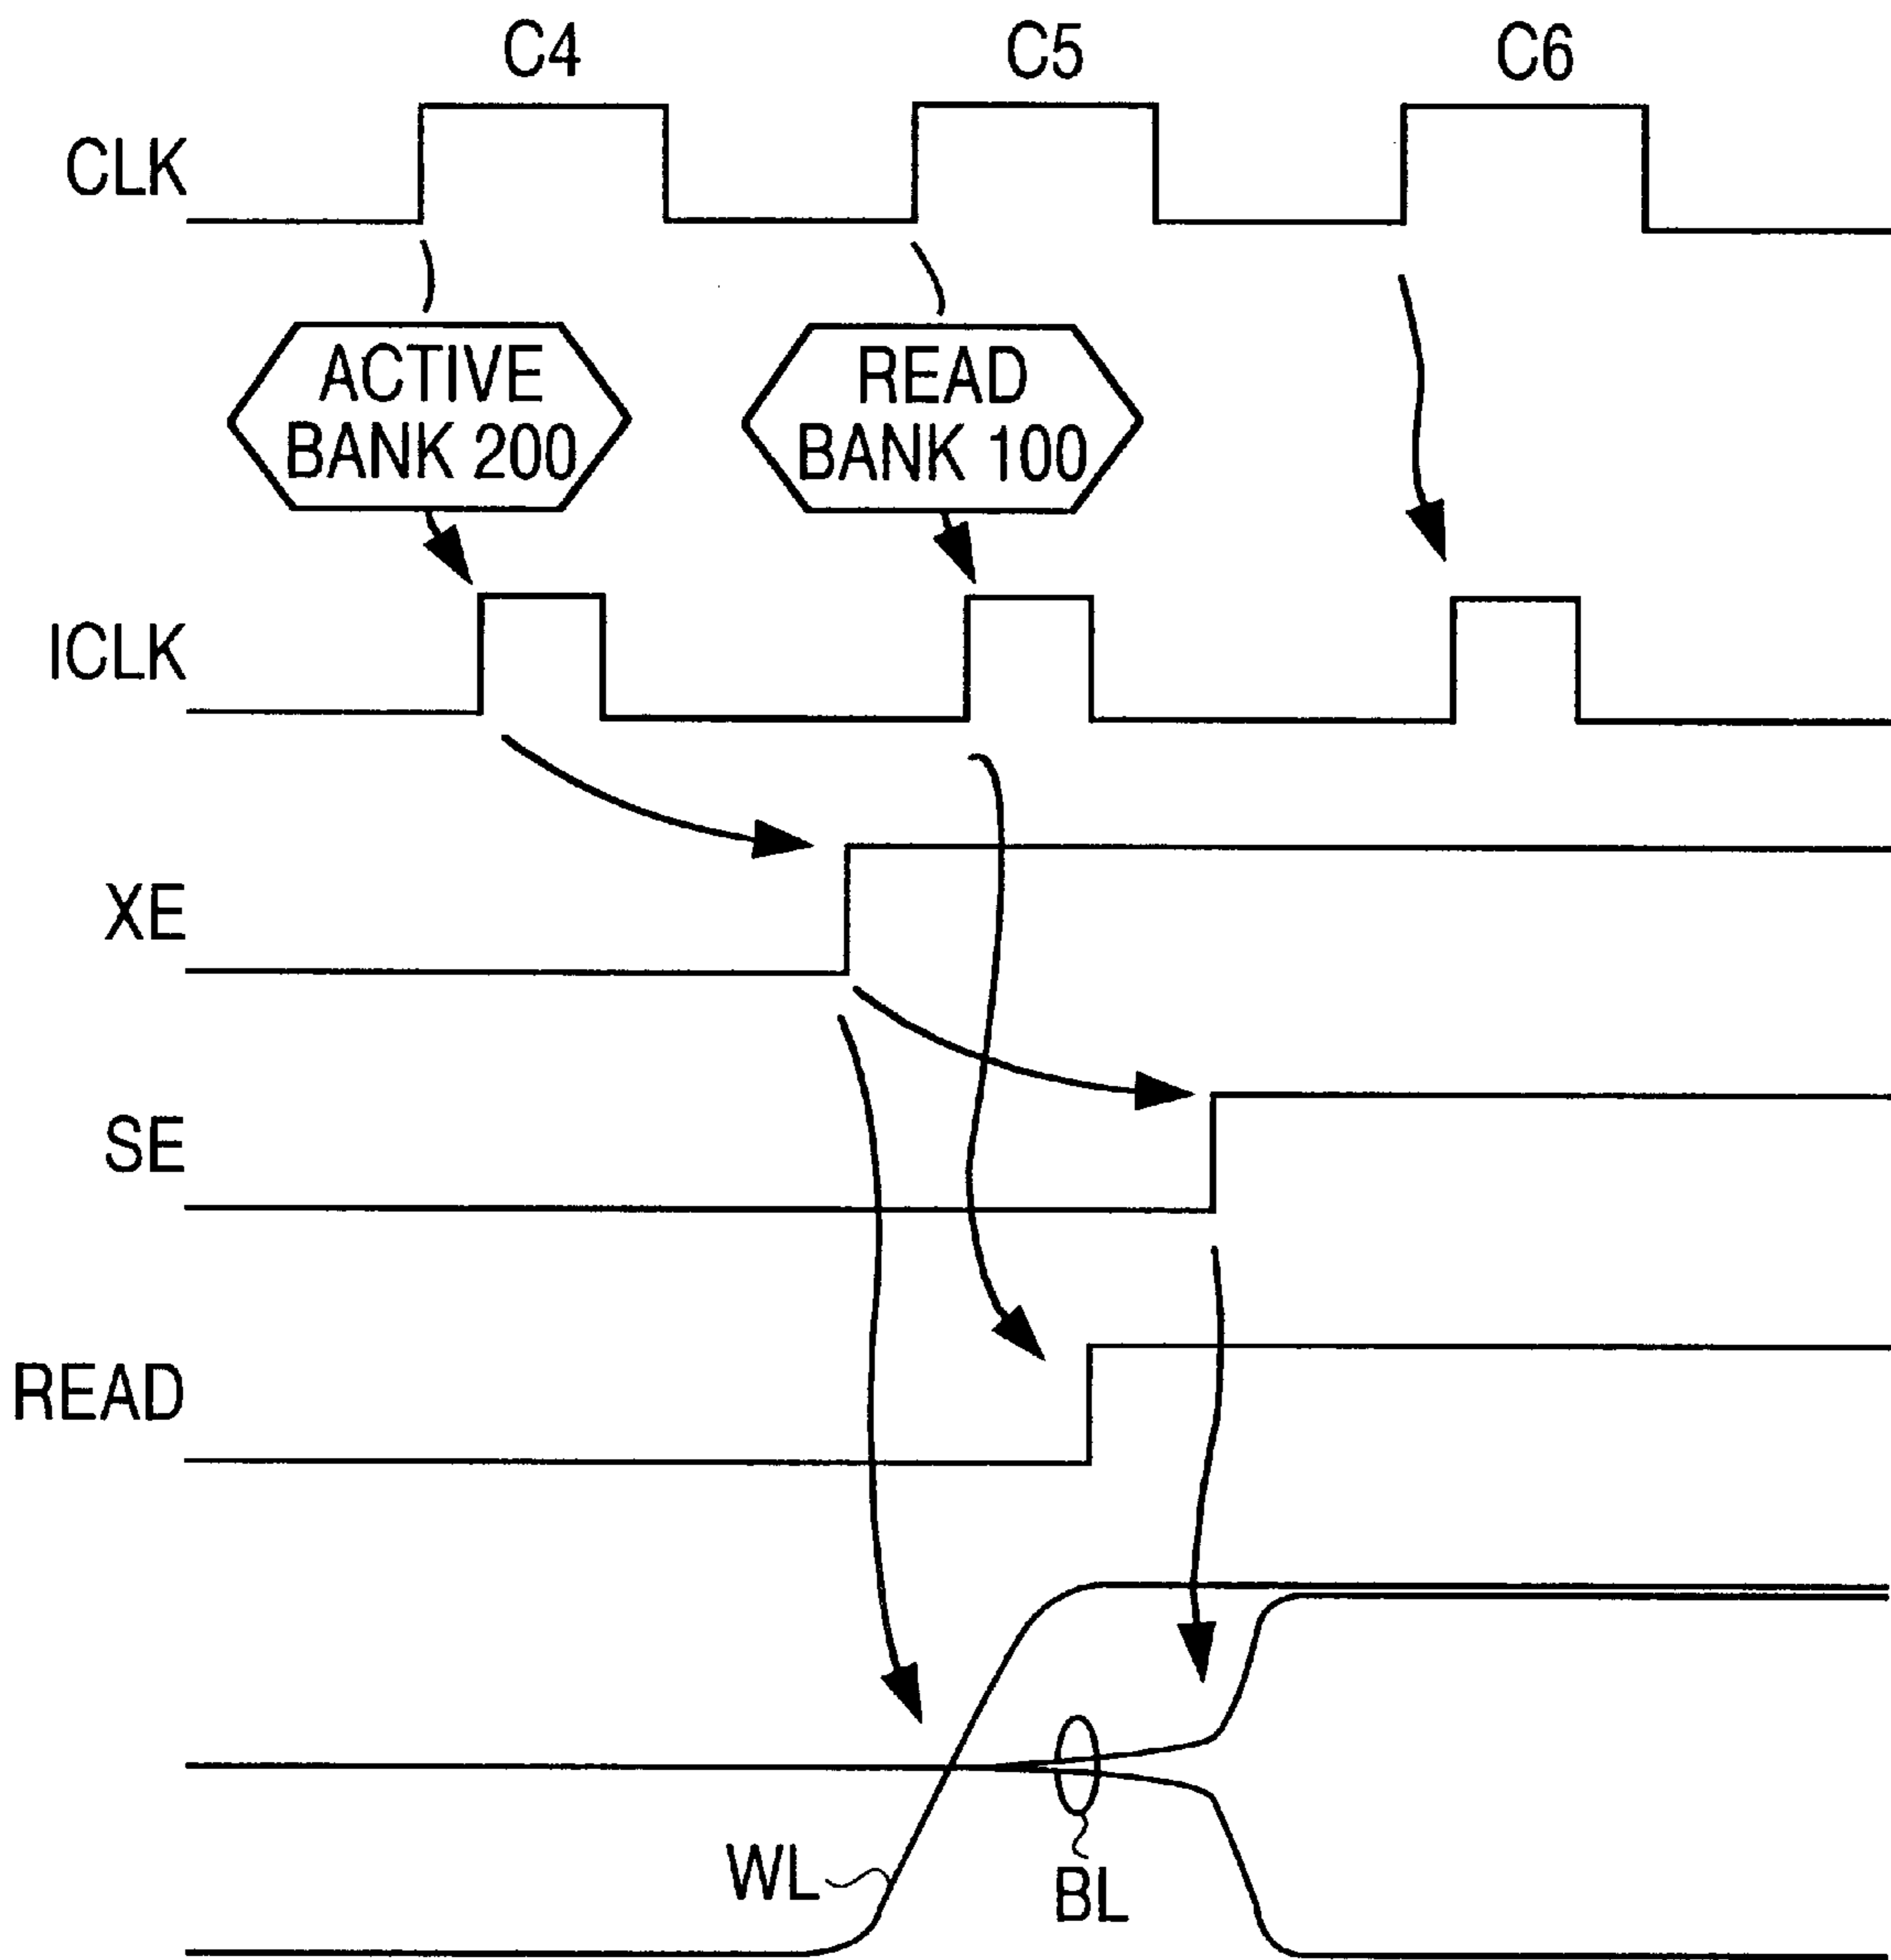 C4 C5 C6
CLK
ACTIVE
BANK 200
READ
BANK 100
ICLK
XE
SE
READ
WL
BL